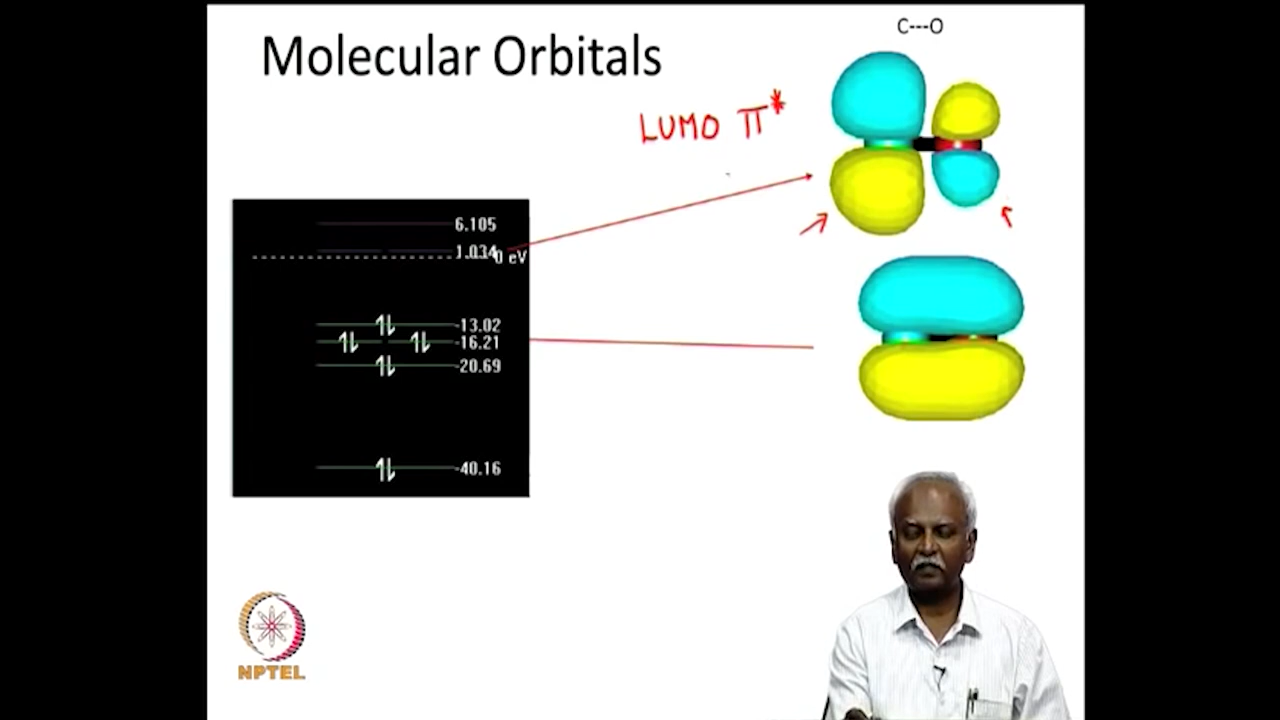 C---O
Molecular Orbitals
LUMO π*
6.105
1.034
0 eV
-13.02
-16.21
-20.69
-40.16
NPTEL